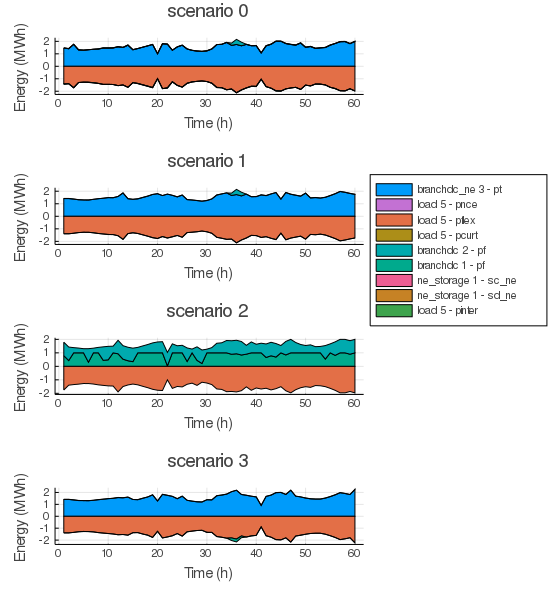 scenario 0
Energy (MWh)
2
1
0
-1
-2
0 10 20 30 40 50 60
Time (h)
scenario 1
Energy (MWh)
2
1
0
-1
-2
0 10 20 30 40 50 60
Time (h)
branchdc_ne 3 - pt
load 5 - pnce
load 5 - pflex
load 5 - pcurt
branchdc 2 - pf
branchdc 1 - pf
ne_storage 1 - sc_ne
ne_storage 1 - sd_ne
load 5 - pinter
scenario 2
Energy (MWh)
2
1
0
-1
-2
0 10 20 30 40 50 60
Time (h)
scenario 3
Energy (MWh)
2
1
0
-1
-2
0 10 20 30 40 50 60
Time (h)